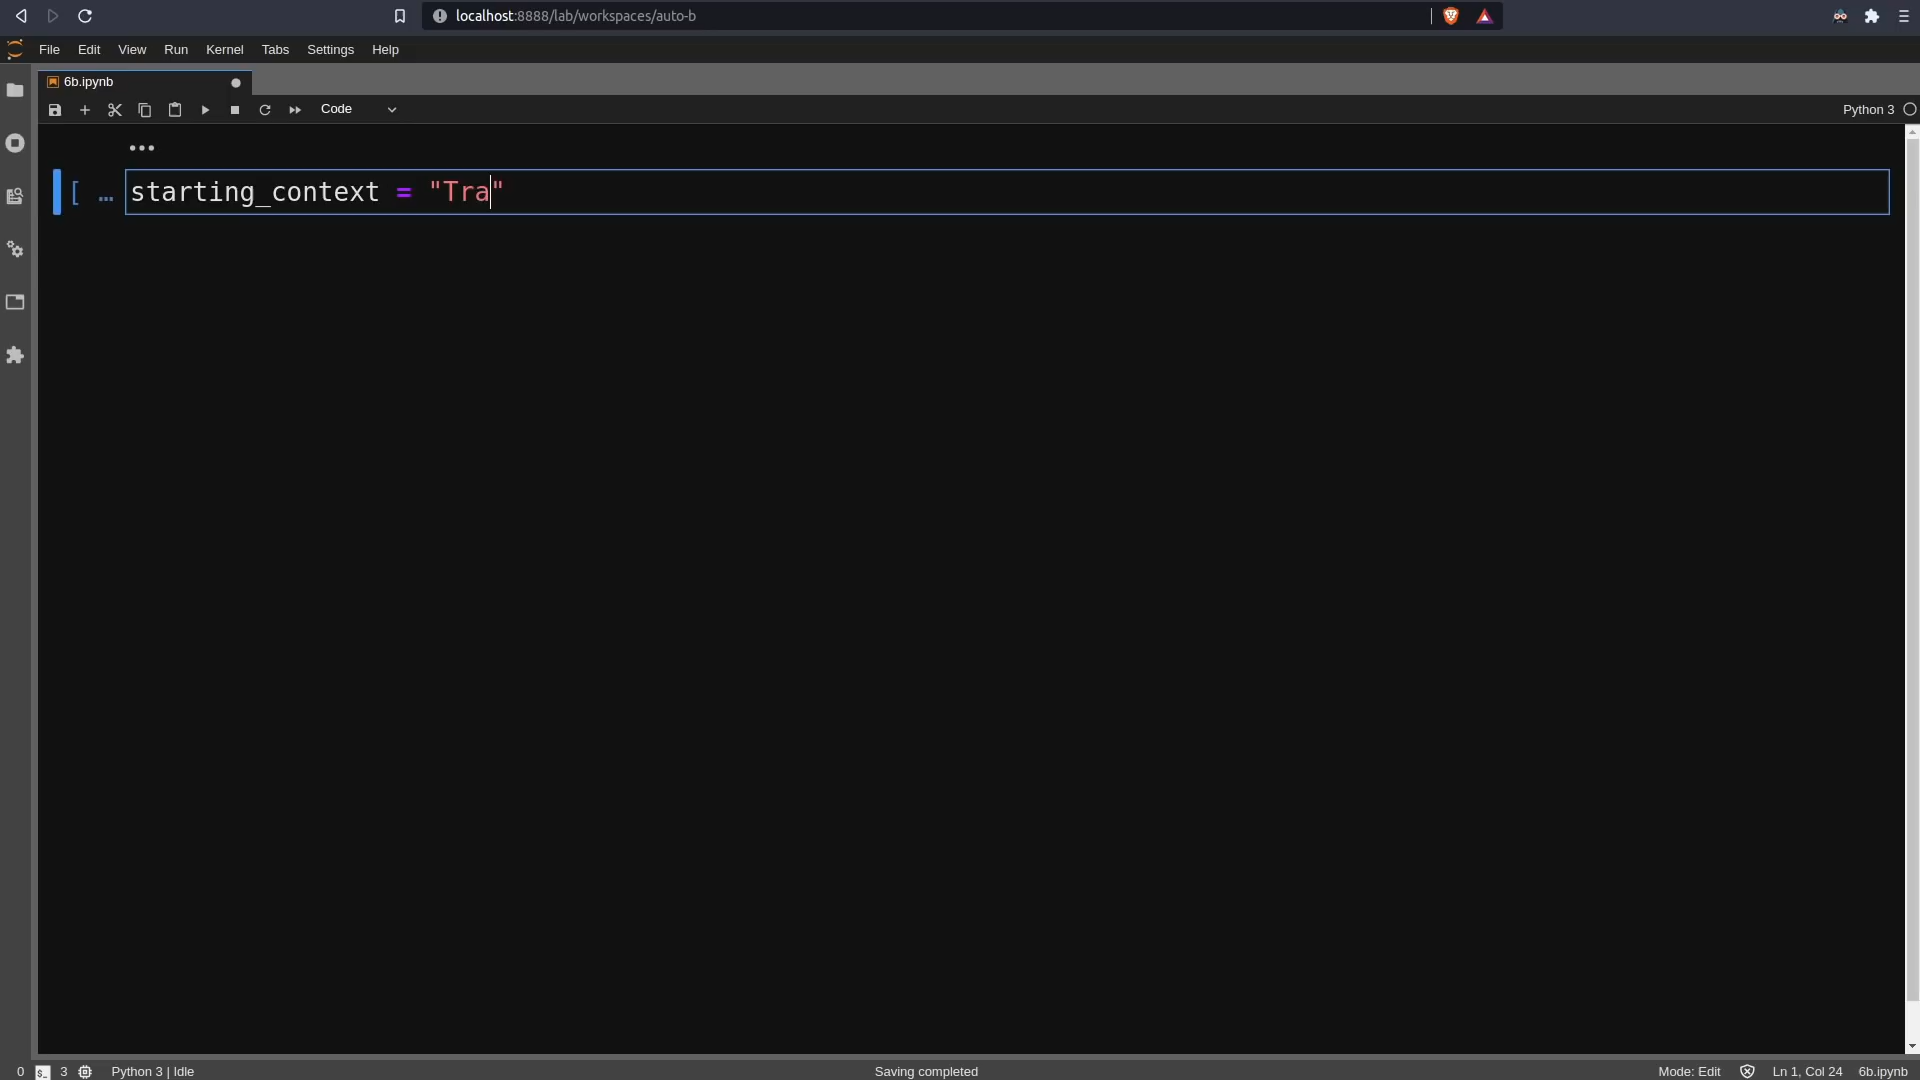 localhost:8888/lab/workspaces/auto-b
File Edit View Run Kernel Tabs Settings Help
6b.ipynb
Code
Python 3
•••
[ … starting_context = "Tra"
0 $_ 3 Python 3 | Idle Saving completed Mode: Edit Ln 1, Col 24 6b.ipynb